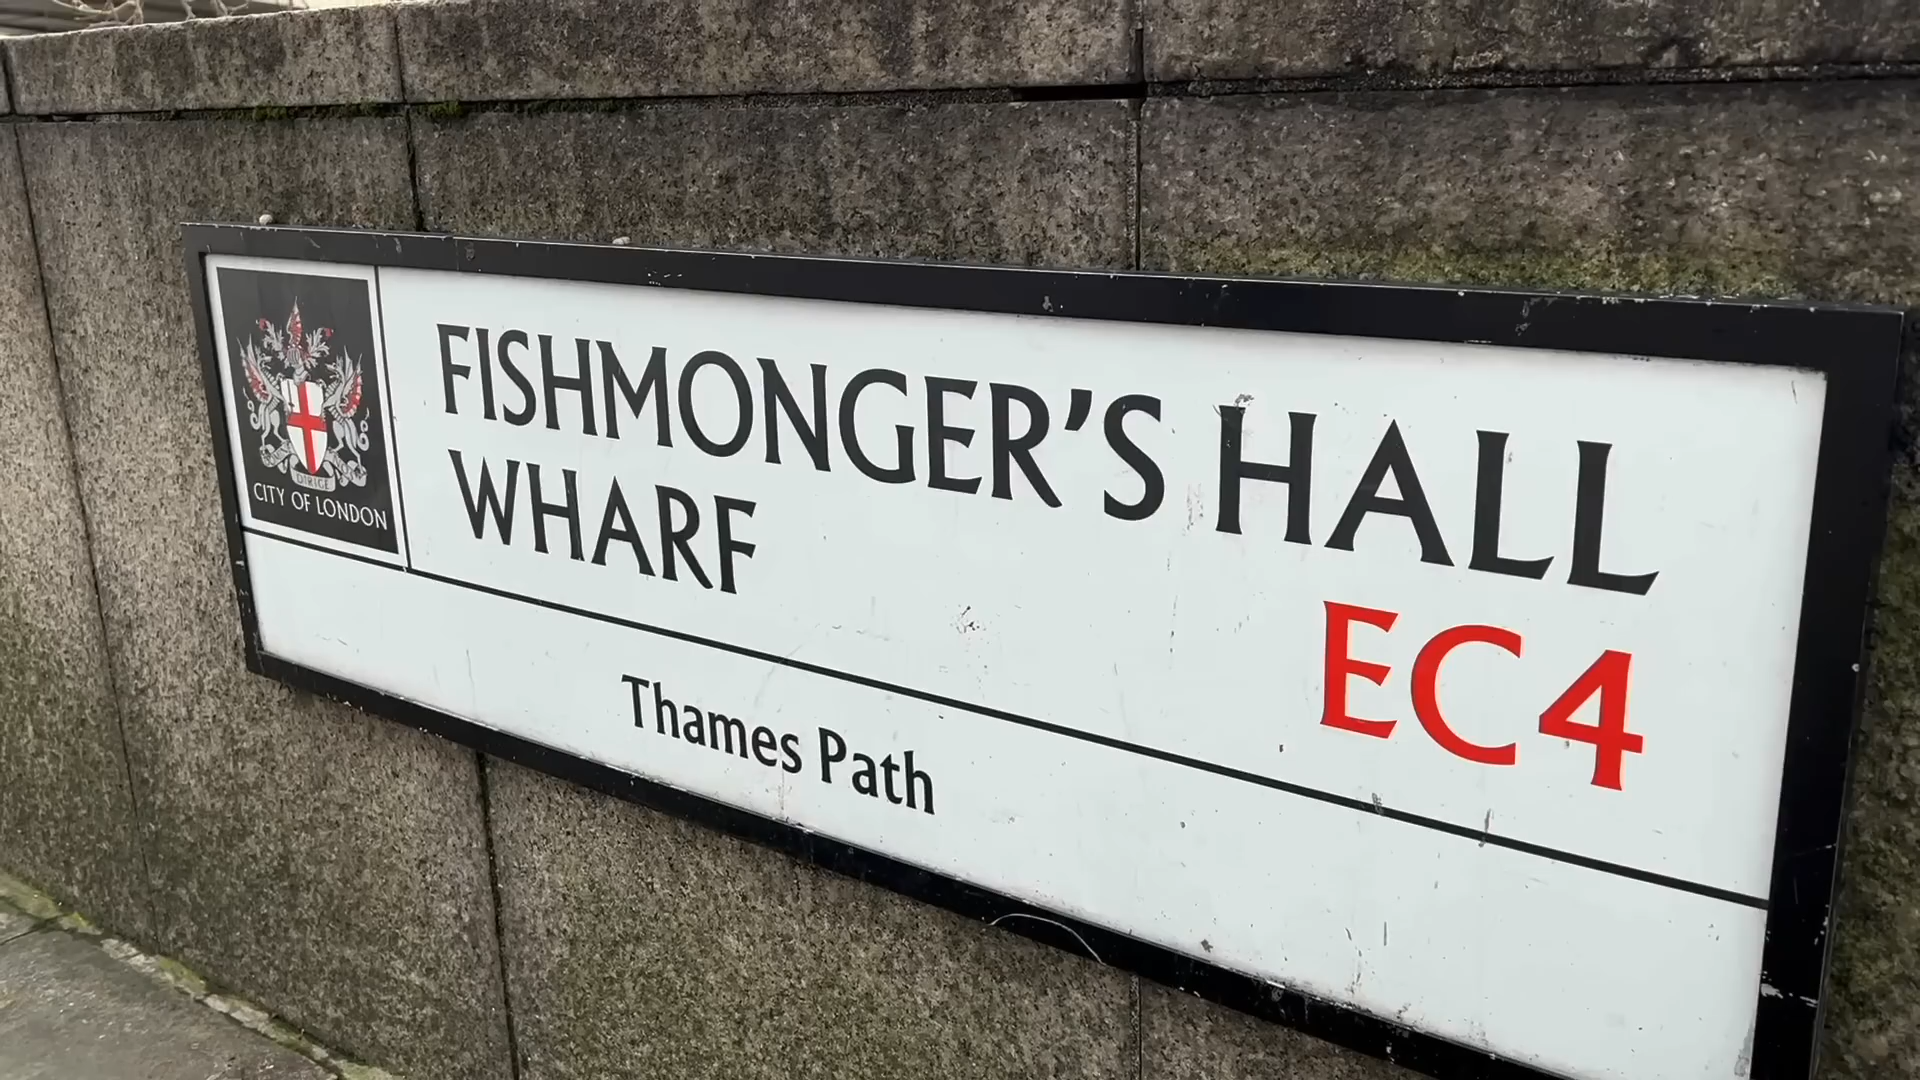 FISHMONGER’S HALL
WHARF
EC4
DIRIGE
CITY OF LONDON
Thames Path